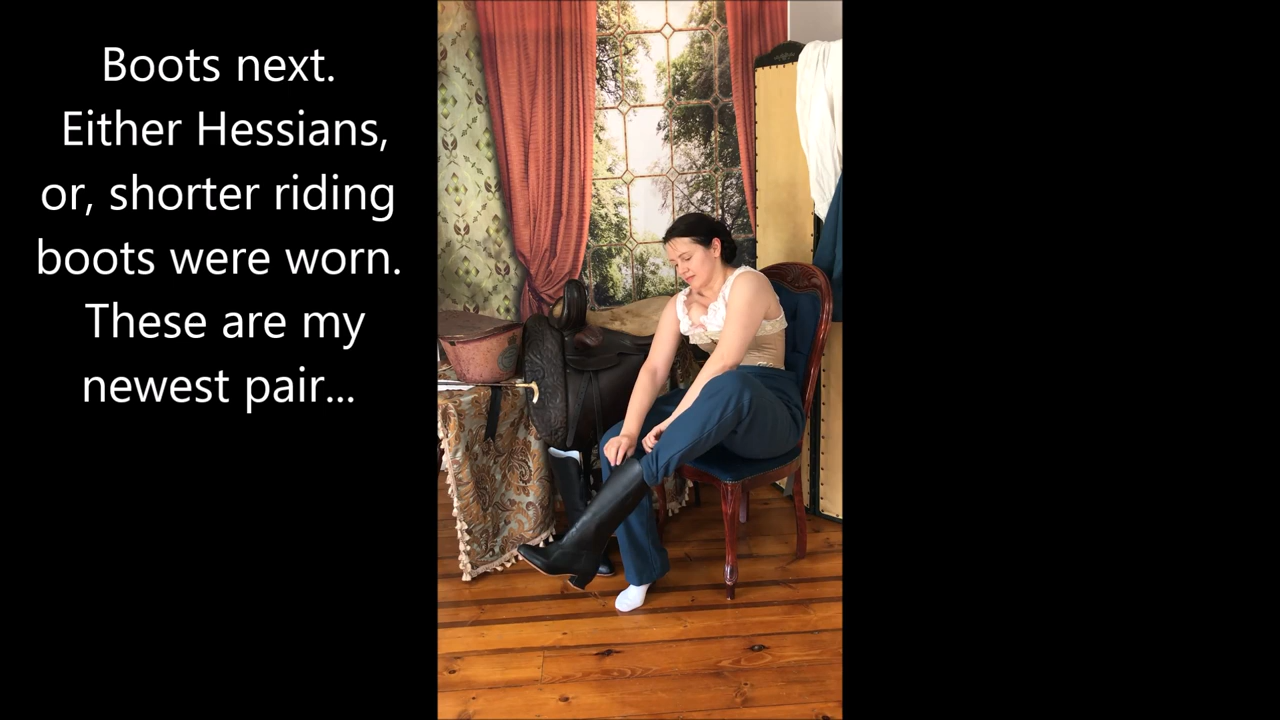 Boots next.
Either Hessians,
or, shorter riding
boots were worn.
These are my
newest pair...